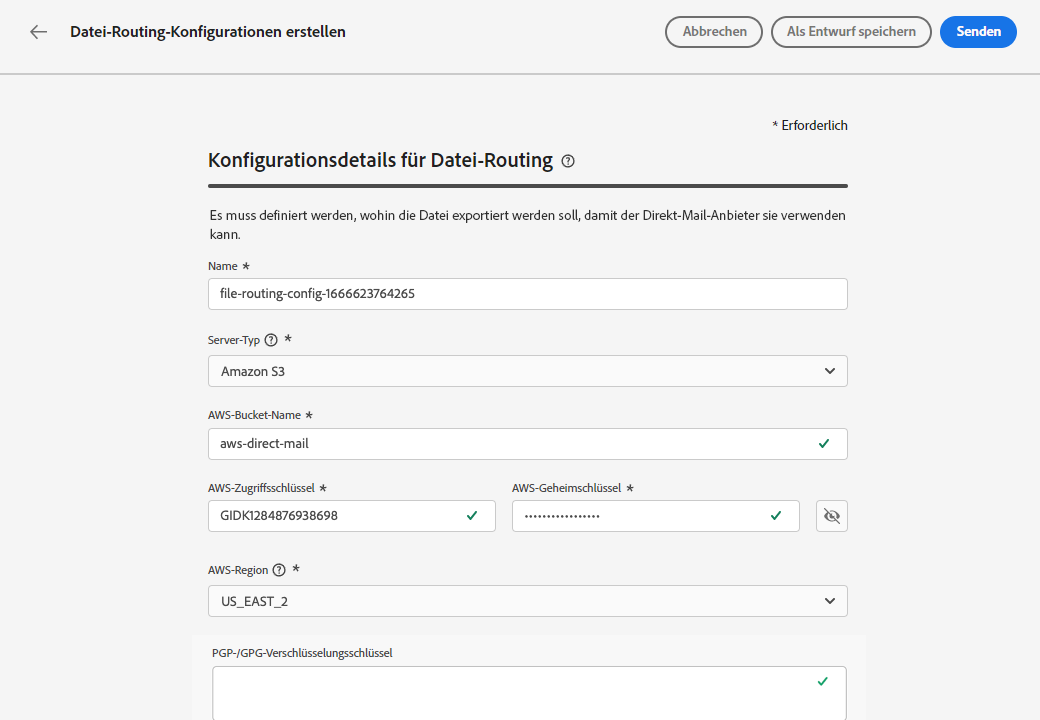 Datei-Routing-Konfigurationen erstellen
Abbrechen
Als Entwurf speichern
Senden
* Erforderlich
Konfigurationsdetails für Datei-Routing
Es muss definiert werden, wohin die Datei exportiert werden soll, damit der Direkt-Mail-Anbieter sie verwenden
kann.
Name *
file-routing-config-1666623764265
Server-Typ *
Amazon S3
AWS-Bucket-Name *
aws-direct-mail
AWS-Zugriffsschlüssel *
AWS-Geheimschlüssel *
GIDK1284876938698
•••••••••••••••••
AWS-Region *
US_EAST_2
PGP-/GPG-Verschlüsselungsschlüssel